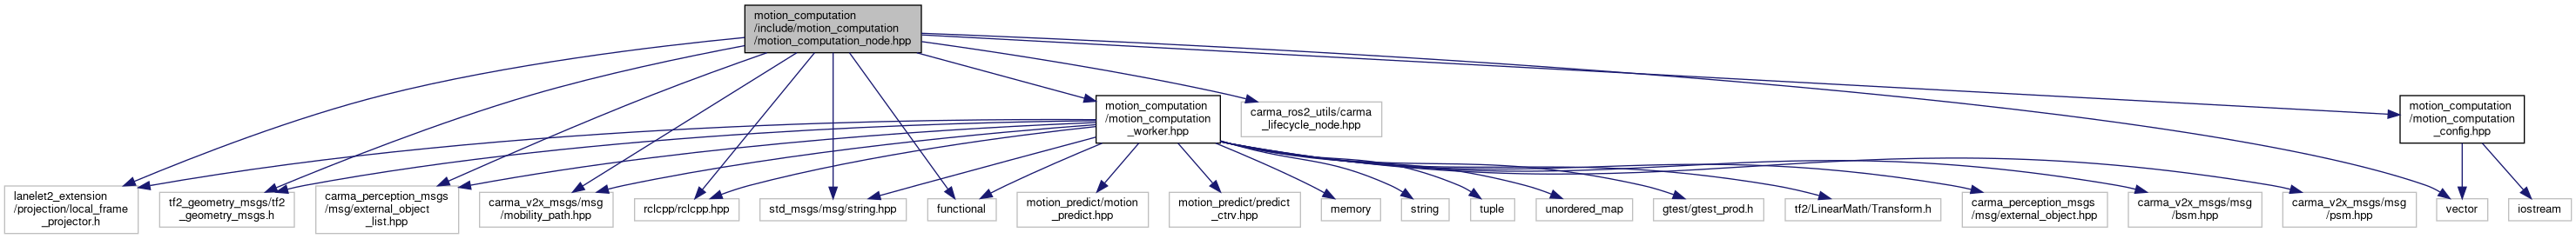 motion_computation
/include/motion_computation
/motion_computation_node.hpp
motion_computation
/motion_computation
_worker.hpp
carma_ros2_utils/carma
_lifecycle_node.hpp
motion_computation
/motion_computation
_config.hpp
lanelet2_extension
/projection/local_frame
_projector.h
tf2_geometry_msgs/tf2
_geometry_msgs.h
carma_perception_msgs
/msg/external_object
_list.hpp
carma_v2x_msgs/msg
/mobility_path.hpp
rclcpp/rclcpp.hpp
std_msgs/msg/string.hpp
functional
motion_predict/motion
_predict.hpp
motion_predict/predict
_ctrv.hpp
memory
string
tuple
unordered_map
gtest/gtest_prod.h
tf2/LinearMath/Transform.h
carma_perception_msgs
/msg/external_object.hpp
carma_v2x_msgs/msg
/bsm.hpp
carma_v2x_msgs/msg
/psm.hpp
vector
iostream